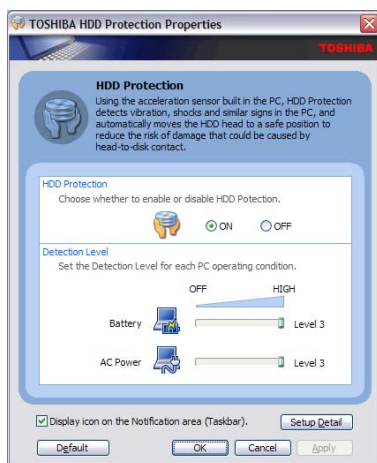 TOSHIBA HDD Protection Properties
TOSHIBA
HDD Protection
Using the acceleration sensor built in the PC, HDD Protection
detects vibration, shocks and similar signs in the PC, and
automatically moves the HDD head to a safe position to
reduce the risk of damage that could be caused by
head-to-disk contact.
HDD Protection
Choose whether to enable or disable HDD Potection.
ON OFF
Detection Level
Set the Detection Level for each PC operating condition.
OFF HIGH
Battery Level 3
AC Power Level 3
Display icon on the Notification area (Taskbar). Setup Detail
Default OK Cancel Apply